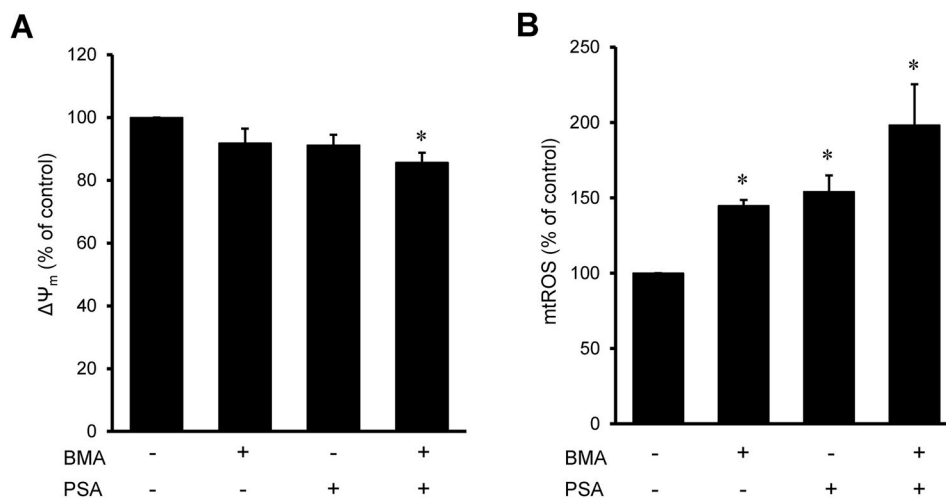 A
ΔΨm (% of control)
120
100
80
60
40
20
0
*
BMA - + - +
PSA - - + +
B
mtROS (% of control)
250
200
150
100
50
0
* * *
BMA - + - +
PSA - - + +